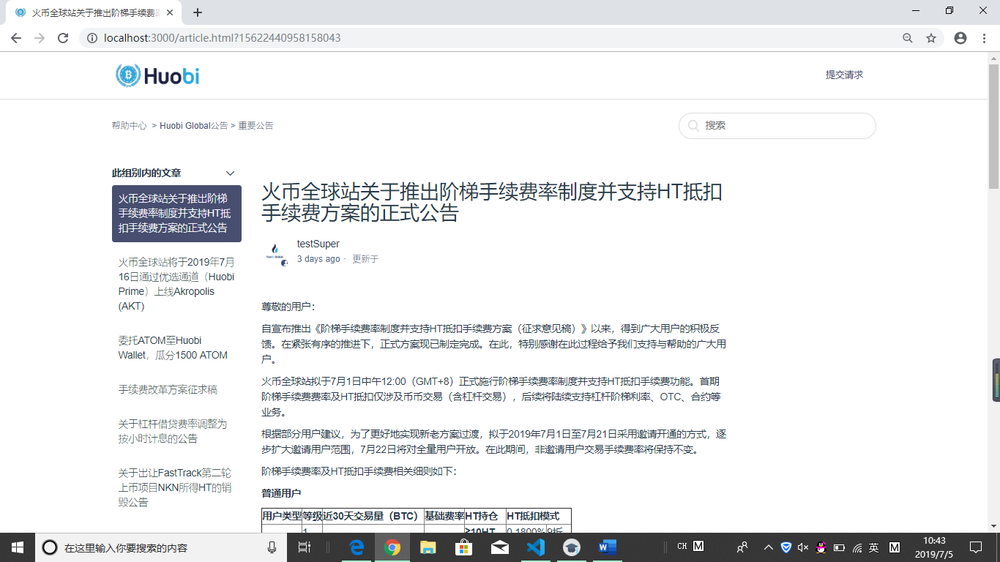 火币全球站关于推出阶梯手续费
localhost:3000/article.html?15622440958158043
Huobi
提交请求
帮助中心 > Huobi Global公告 > 重要公告
搜索
此组别内的文章
火币全球站关于推出阶梯
手续费率制度并支持HT抵
扣手续费方案的正式公告
火币全球站将于2019年7月
16日通过优选通道（Huobi
Prime）上线Akropolis
(AKT)
委托ATOM至Huobi
Wallet，瓜分1500 ATOM
手续费改革方案征求稿
关于杠杆借贷费率调整为
按小时计息的公告
关于出让FastTrack第二轮
上币项目NKN所得HT的销
毁公告
火币全球站关于推出阶梯手续费率制度并支持HT抵扣
手续费方案的正式公告
testSuper
3 days ago · 更新于
尊敬的用户：
自宣布推出《阶梯手续费率制度并支持HT抵扣手续费方案（征求意见稿）》以来，得到广大用户的积极反
馈。在紧张有序的推进下，正式方案现已制定完成。在此，特别感谢在此过程给予我们支持与帮助的广大用
户。
火币全球站拟于7月1日中午12:00（GMT+8）正式施行阶梯手续费率制度并支持HT抵扣手续费功能。首期
阶梯手续费费率及HT抵扣仅涉及币币交易（含杠杆交易），后续将陆续支持杠杆阶梯利率、OTC、合约等
业务。
根据部分用户建议，为了更好地实现新老方案过渡，拟于2019年7月1日至7月21日采用邀请开通的方式，逐
步扩大邀请用户范围，7月22日将对全量用户开放。在此期间，非邀请用户交易手续费率将保持不变。
阶梯手续费率及HT抵扣手续费相关细则如下：
普通用户
用户类型 等级 近30天交易量（BTC） 基础费率 HT持仓 HT抵扣模式
1 ≥10HT 0.1800% 9折
在这里输入你要搜索的内容
CH M
英 M
10:43
2019/7/5